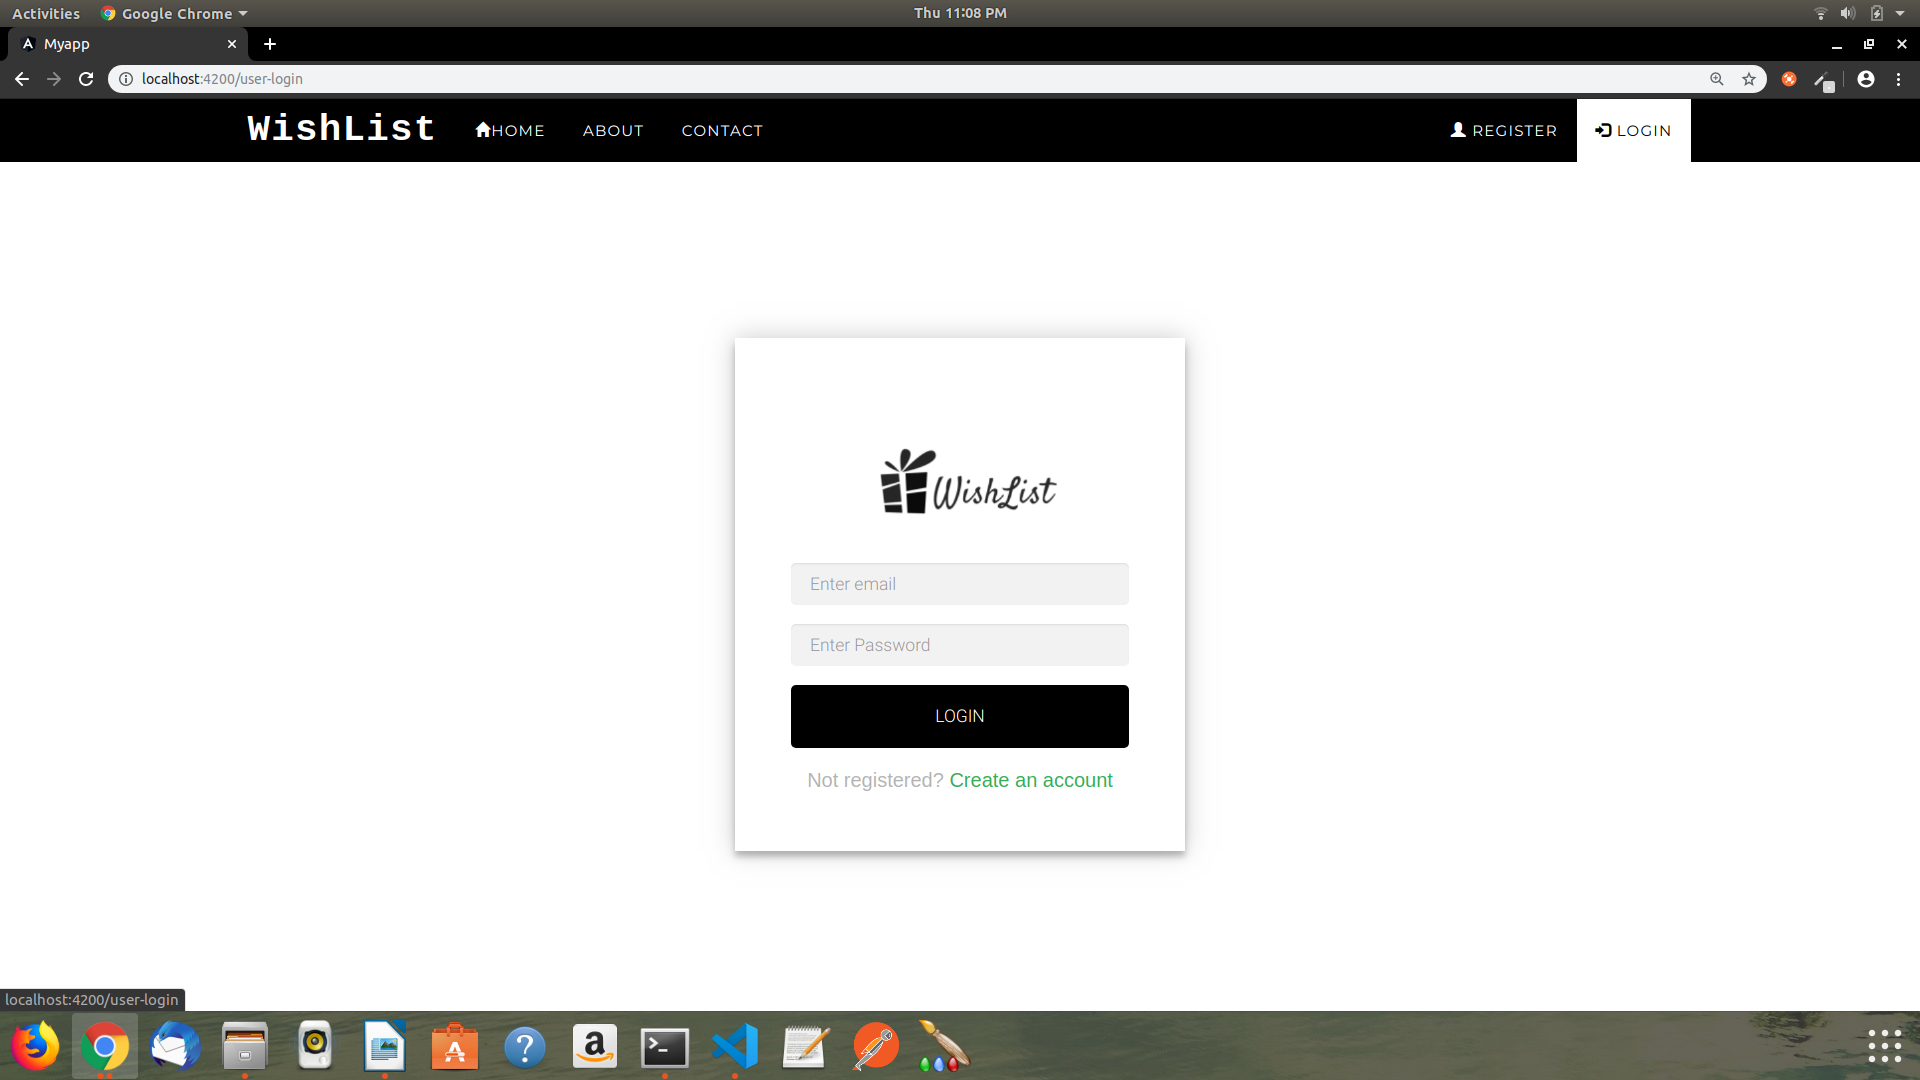 Activities
Google Chrome
Thu 11:08 PM
Myapp
localhost:4200/user-login
WishList
HOME
ABOUT
CONTACT
REGISTER
LOGIN
WishList
Enter email
Enter Password
LOGIN
Not registered? Create an account
localhost:4200/user-login